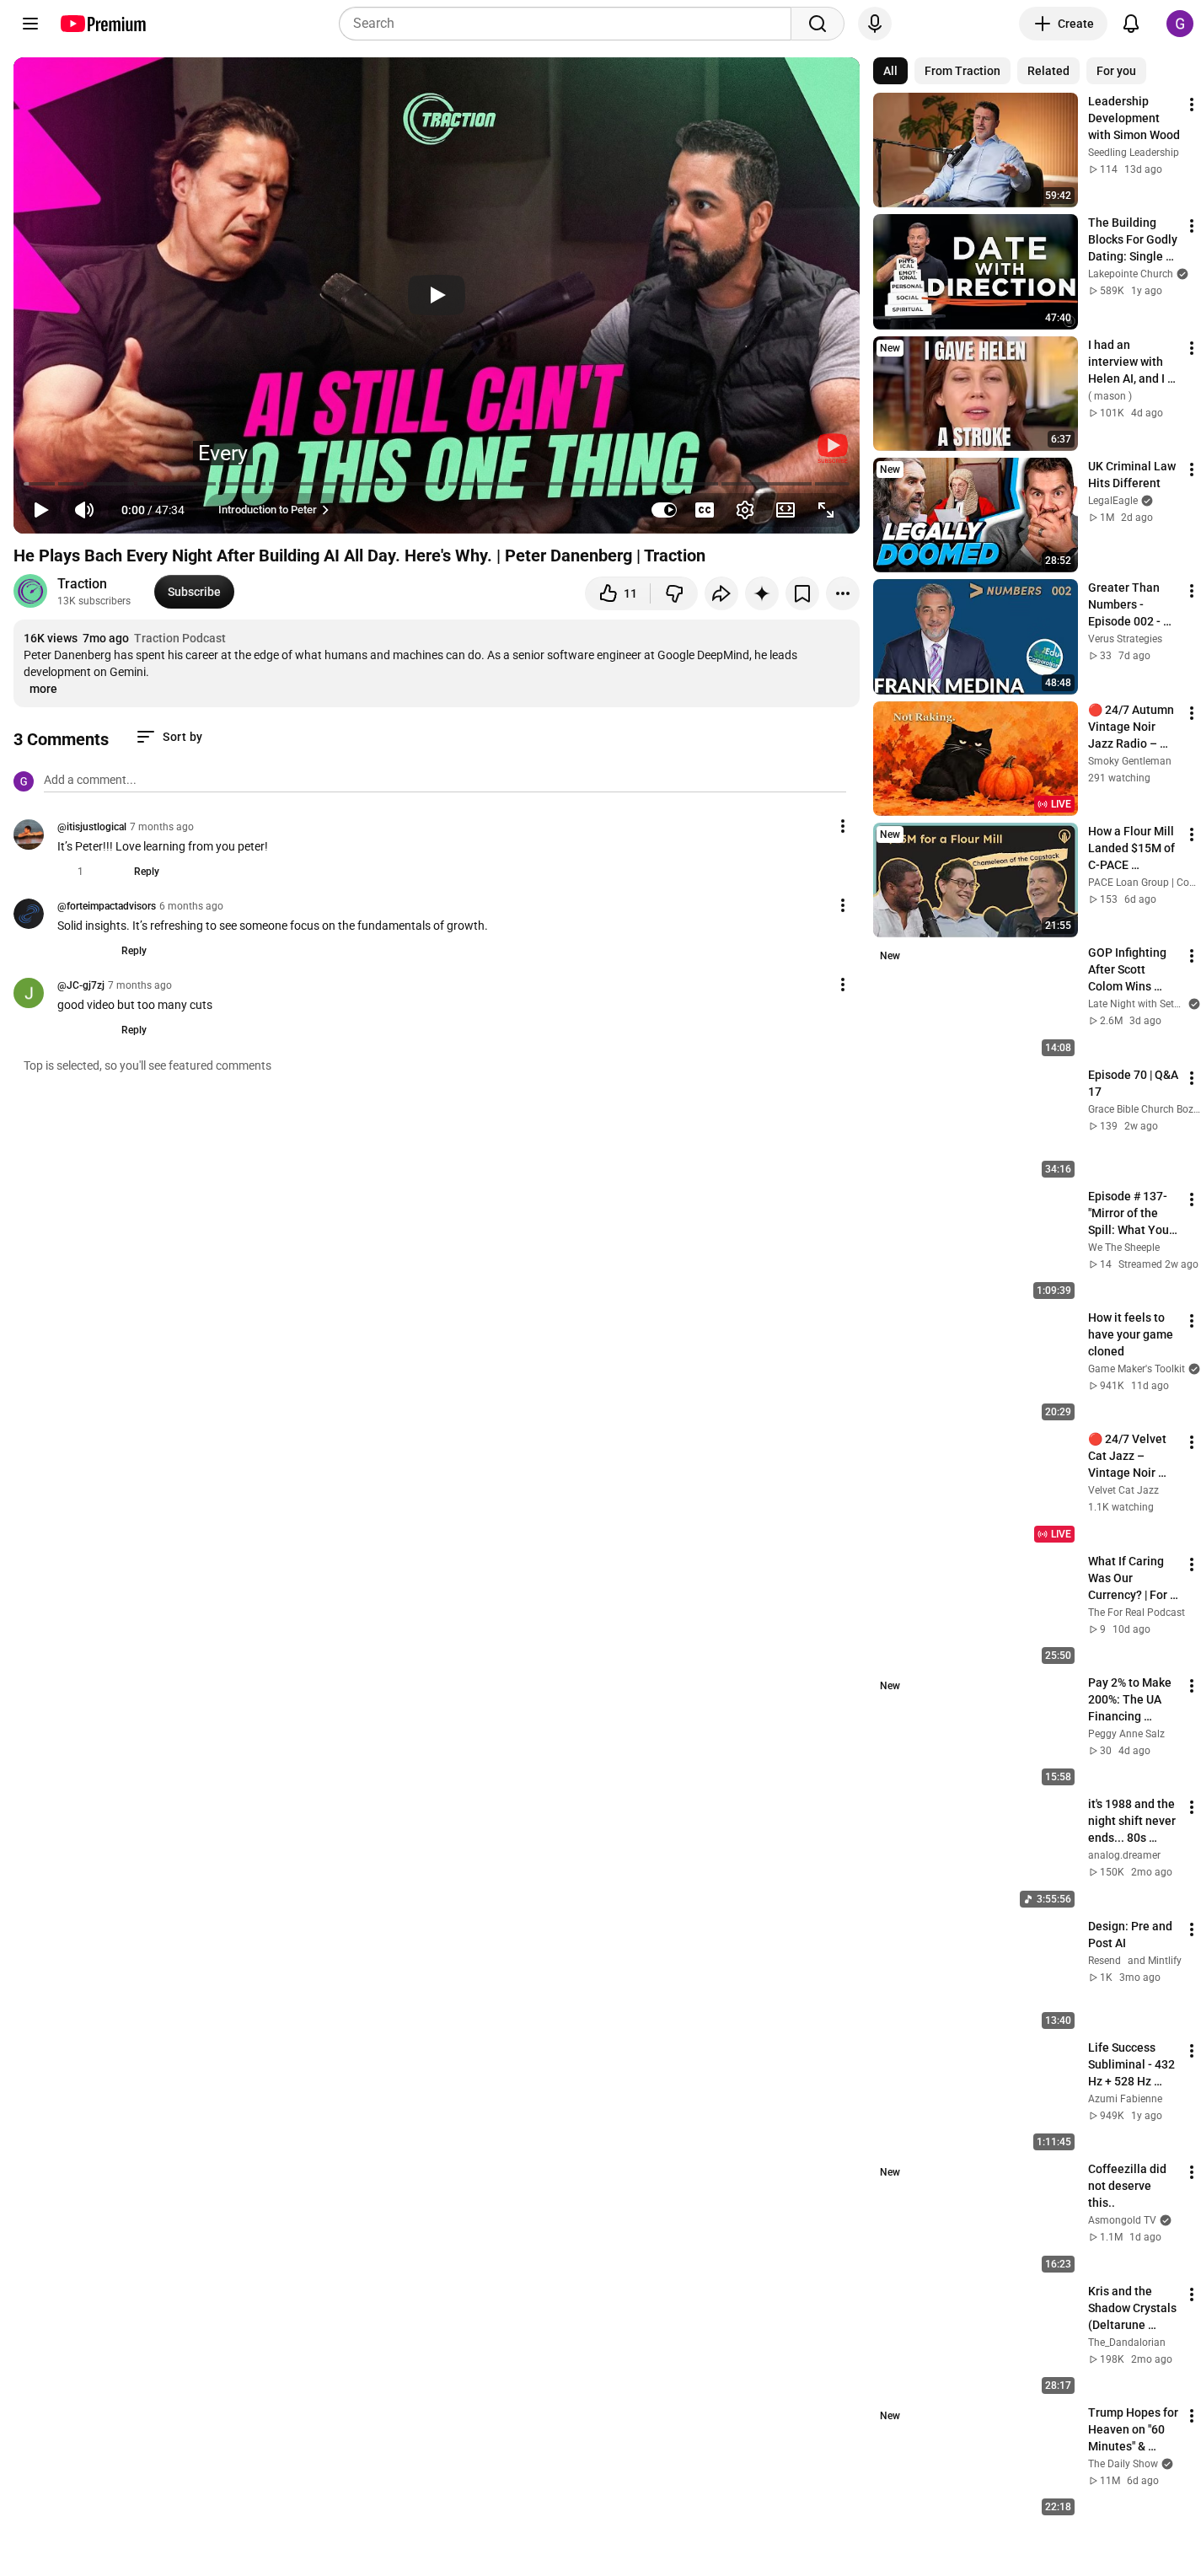 Premium
Search
Create
G
TRACTION
AI STILL CAN'T
DO THIS ONE THING
Every
0:00 / 47:34
Introduction to Peter
CC
He Plays Bach Every Night After Building AI All Day. Here's Why. | Peter Danenberg | Traction
Traction
13K subscribers
Subscribe
11
16K views 7mo ago Traction Podcast
Peter Danenberg has spent his career at the edge of what humans and machines can do. As a senior software engineer at Google DeepMind, he leads
development on Gemini.
more
3 Comments
Sort by
G
Add a comment...
@itisjustlogical 7 months ago
It's Peter!!! Love learning from you peter!
1
Reply
@forteimpactadvisors 6 months ago
Solid insights. It's refreshing to see someone focus on the fundamentals of growth.
Reply
J
@JC-gj7zj 7 months ago
good video but too many cuts
Reply
Top is selected, so you'll see featured comments
All
From Traction
Related
For you
59:42
Leadership
Development
with Simon Wood
Seedling Leadership
114 13d ago
DATE
WITH
DIRECTION
PHYS
ICAL
EMOT
IONAL
PERSONAL
SOCIAL
SPIRITUAL
47:40
The Building
Blocks For Godly
Dating: Single ...
Lakepointe Church
589K 1y ago
New
I GAVE HELEN
A STROKE
6:37
I had an
interview with
Helen AI, and I ...
( mason )
101K 4d ago
New
LEGALLY
DOOMED
28:52
UK Criminal Law
Hits Different
LegalEagle
1M 2d ago
NUMBERS 002
FRANK MEDINA
48:48
Greater Than
Numbers -
Episode 002 - ...
Verus Strategies
33 7d ago
Not Raking.
LIVE
24/7 Autumn
Vintage Noir
Jazz Radio – ...
Smoky Gentleman
291 watching
New
5M for a Flour Mill
Chameleon of the Capstack
21:55
How a Flour Mill
Landed $15M of
C-PACE ...
PACE Loan Group | Co...
153 6d ago
New
14:08
GOP Infighting
After Scott
Colom Wins ...
Late Night with Set...
2.6M 3d ago
34:16
Episode 70 | Q&A
17
Grace Bible Church Boz...
139 2w ago
1:09:39
Episode # 137-
"Mirror of the
Spill: What You...
We The Sheeple
14 Streamed 2w ago
20:29
How it feels to
have your game
cloned
Game Maker's Toolkit
941K 11d ago
LIVE
24/7 Velvet
Cat Jazz –
Vintage Noir ...
Velvet Cat Jazz
1.1K watching
25:50
What If Caring
Was Our
Currency? | For ...
The For Real Podcast
9 10d ago
New
15:58
Pay 2% to Make
200%: The UA
Financing ...
Peggy Anne Salz
30 4d ago
3:55:56
it's 1988 and the
night shift never
ends... 80s ...
analog.dreamer
150K 2mo ago
13:40
Design: Pre and
Post AI
Resend and Mintlify
1K 3mo ago
1:11:45
Life Success
Subliminal - 432
Hz + 528 Hz ...
Azumi Fabienne
949K 1y ago
New
16:23
Coffeezilla did
not deserve
this..
Asmongold TV
1.1M 1d ago
28:17
Kris and the
Shadow Crystals
(Deltarune ...
The_Dandalorian
198K 2mo ago
New
22:18
Trump Hopes for
Heaven on "60
Minutes" & ...
The Daily Show
11M 6d ago